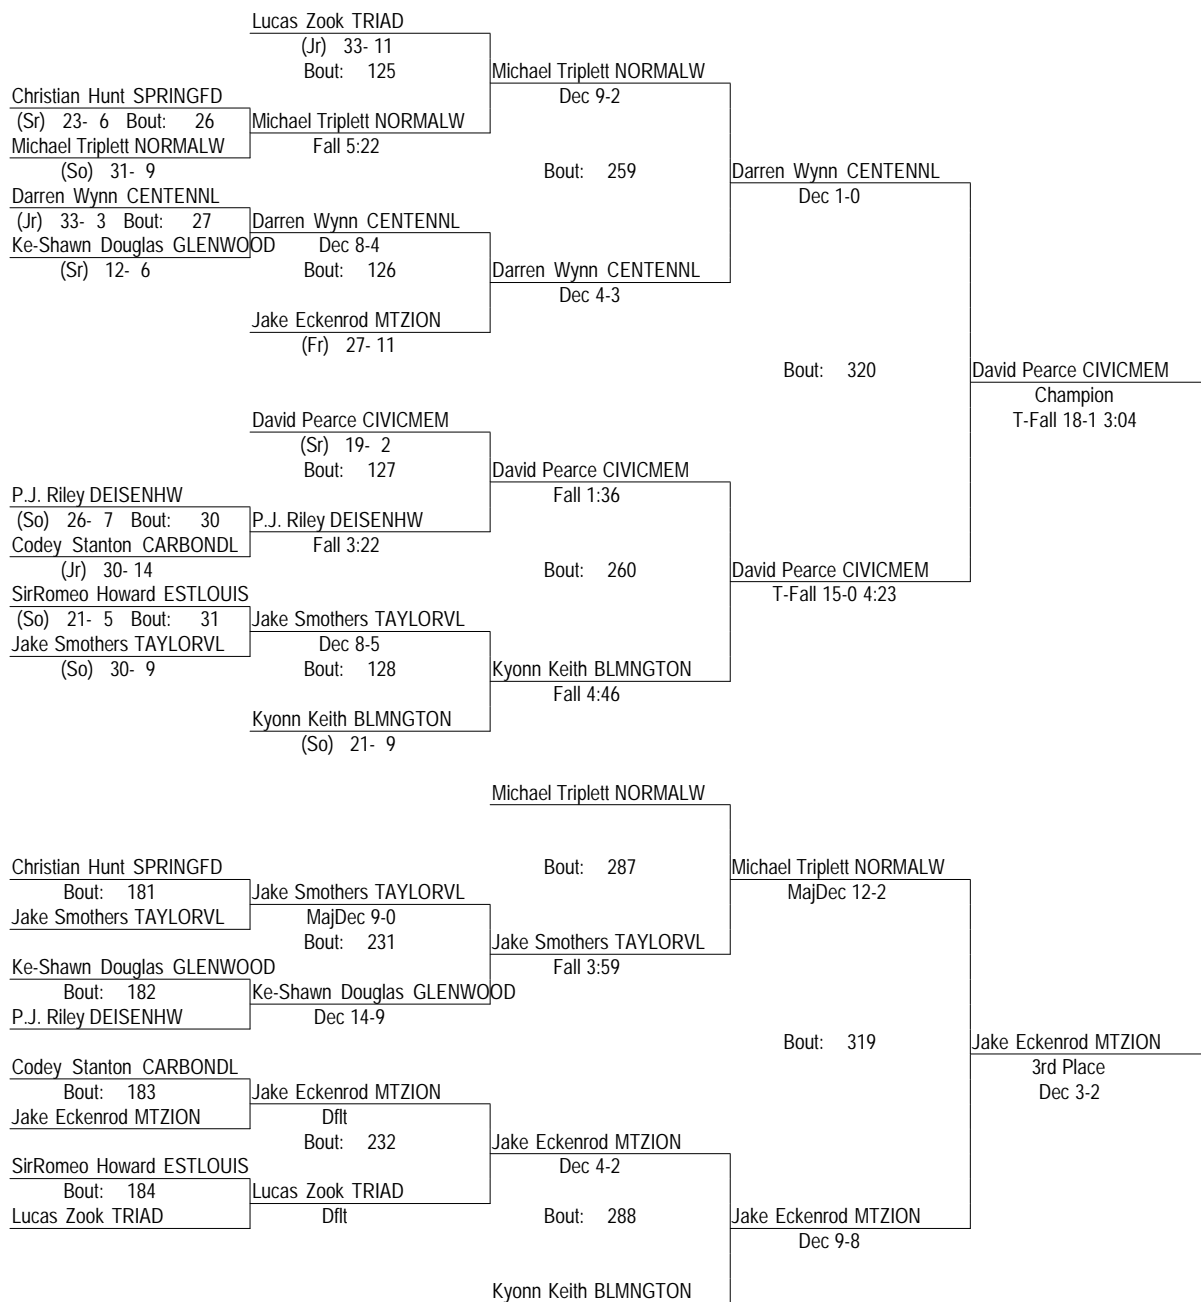 Lucas Zook TRIAD
(Jr) 33- 11
Bout: 125
Michael Triplett NORMALW
Dec 9-2
Christian Hunt SPRINGFD
(Sr) 23- 6 Bout: 26
Michael Triplett NORMALW
Michael Triplett NORMALW
Fall 5:22
(So) 31- 9
Bout: 259
Darren Wynn CENTENNL
Dec 1-0
Darren Wynn CENTENNL
(Jr) 33- 3 Bout: 27
Darren Wynn CENTENNL
Ke-Shawn Douglas GLENWOOD
Dec 8-4
(Sr) 12- 6
Bout: 126
Darren Wynn CENTENNL
Dec 4-3
Jake Eckenrod MTZION
(Fr) 27- 11
Bout: 320
David Pearce CIVICMEM
Champion
T-Fall 18-1 3:04
David Pearce CIVICMEM
(Sr) 19- 2
Bout: 127
David Pearce CIVICMEM
Fall 1:36
P.J. Riley DEISENHW
(So) 26- 7 Bout: 30
P.J. Riley DEISENHW
Codey Stanton CARBONDL
Fall 3:22
(Jr) 30- 14
Bout: 260
David Pearce CIVICMEM
T-Fall 15-0 4:23
SirRomeo Howard ESTLOUIS
(So) 21- 5 Bout: 31
Jake Smothers TAYLORVL
Jake Smothers TAYLORVL
Dec 8-5
(So) 30- 9
Bout: 128
Kyonn Keith BLMNGTON
Fall 4:46
Kyonn Keith BLMNGTON
(So) 21- 9
Michael Triplett NORMALW
Bout: 287
Michael Triplett NORMALW
MajDec 12-2
Christian Hunt SPRINGFD
Bout: 181
Jake Smothers TAYLORVL
Jake Smothers TAYLORVL
MajDec 9-0
Bout: 231
Jake Smothers TAYLORVL
Fall 3:59
Ke-Shawn Douglas GLENWOOD
Bout: 182
Ke-Shawn Douglas GLENWOOD
P.J. Riley DEISENHW
Dec 14-9
Bout: 319
Jake Eckenrod MTZION
3rd Place
Dec 3-2
Codey Stanton CARBONDL
Bout: 183
Jake Eckenrod MTZION
Jake Eckenrod MTZION
Dflt
Bout: 232
Jake Eckenrod MTZION
Dec 4-2
SirRomeo Howard ESTLOUIS
Bout: 184
Lucas Zook TRIAD
Lucas Zook TRIAD
Dflt
Bout: 288
Jake Eckenrod MTZION
Dec 9-8
Kyonn Keith BLMNGTON